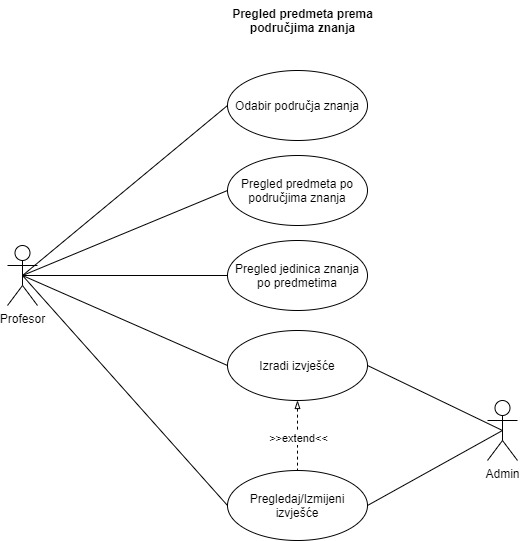 Pregled predmeta prema
područjima znanja
Odabir područja znanja
Pregled predmeta po
područjima znanja
Pregled jedinica znanja
po predmetima
Profesor
Izradi izvješće
>>extend<<
Admin
Pregledaj/Izmijeni
izvješće